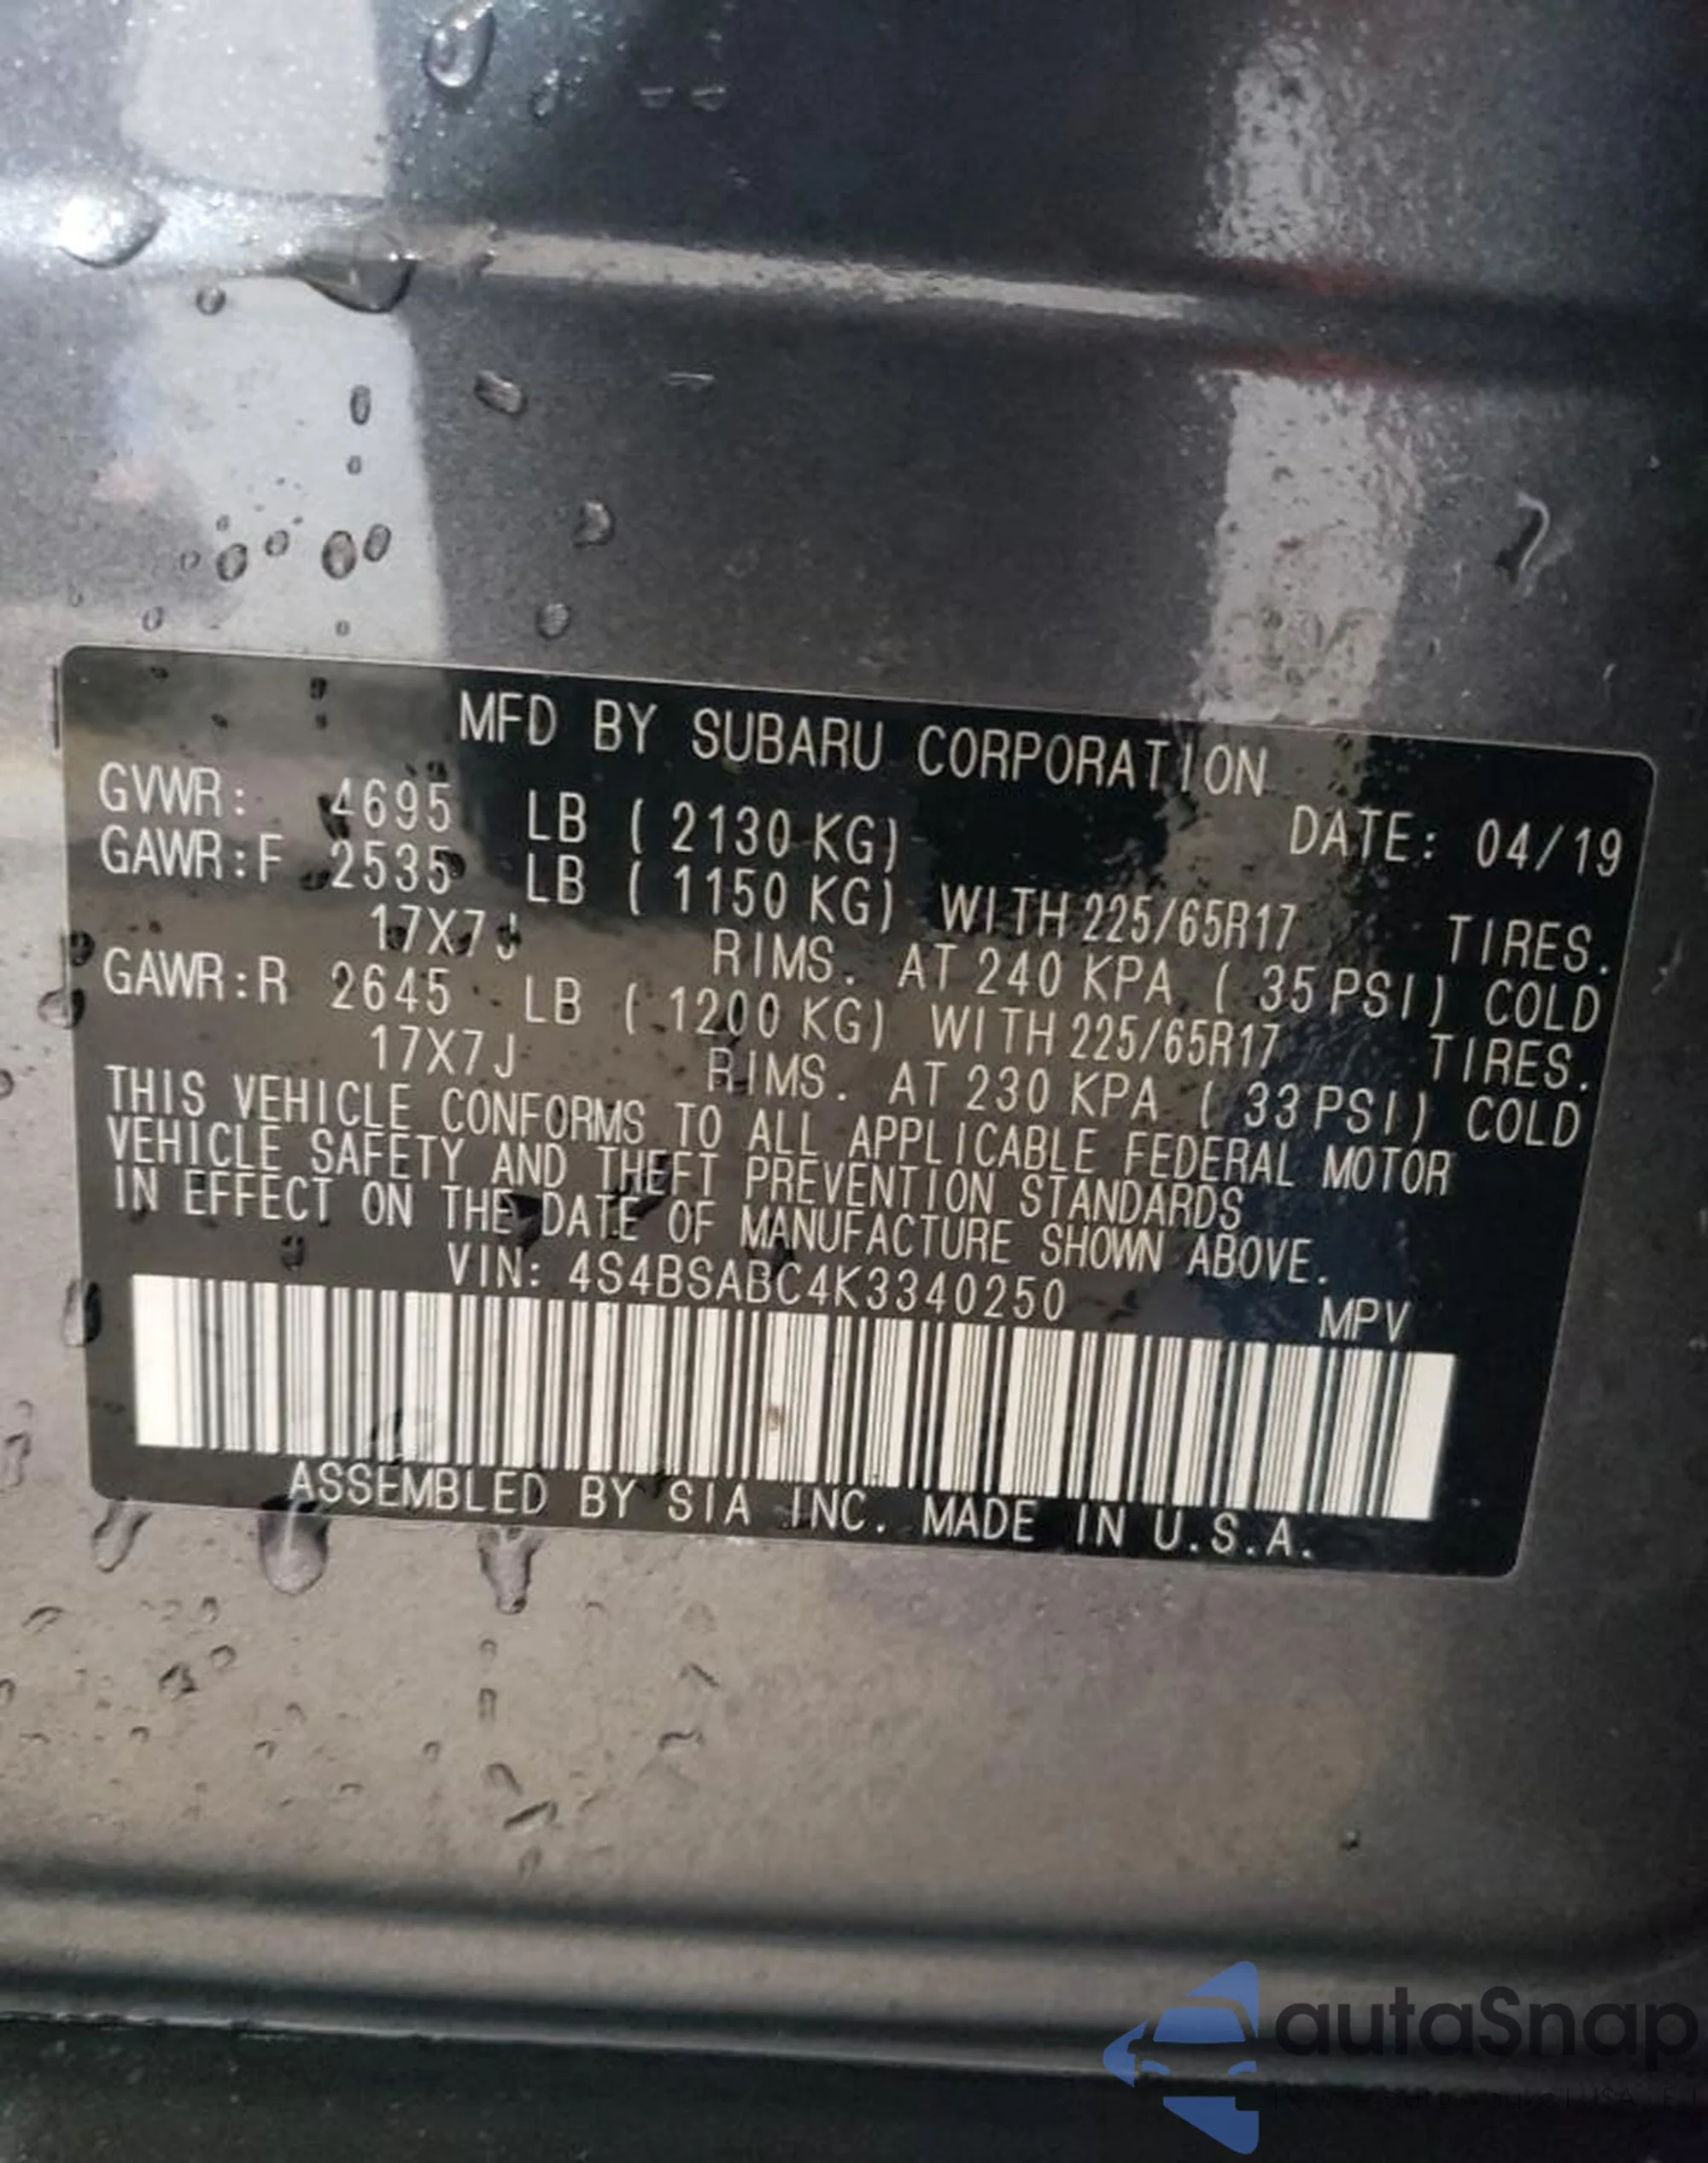 MFD BY SUBARU CORPORATION
GVWR: 4695 LB ( 2130 KG) DATE: 04/19
GAWR:F 2535 LB ( 1150 KG) WITH 225/65R17 TIRES.
17X7J RIMS. AT 240 KPA ( 35 PSI) COLD
GAWR:R 2645 LB ( 1200 KG) WITH 225/65R17 TIRES.
17X7J RIMS. AT 230 KPA ( 33 PSI) COLD
THIS VEHICLE CONFORMS TO ALL APPLICABLE FEDERAL MOTOR
VEHICLE SAFETY AND THEFT PREVENTION STANDARDS
IN EFFECT ON THE DATE OF MANUFACTURE SHOWN ABOVE.
VIN: 4S4BSABC4K3340250 MPV
ASSEMBLED BY SIA INC. MADE IN U.S.A.
autaSnap